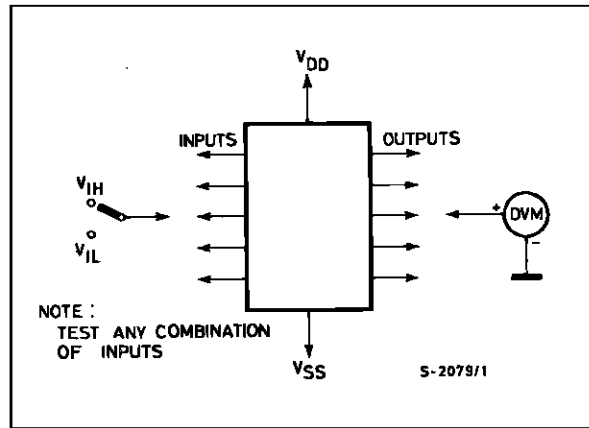 VDD
INPUTS
OUTPUTS
VIH
VIL
+
DVM
-
NOTE :
TEST ANY COMBINATION
OF INPUTS
VSS
S-2079/1